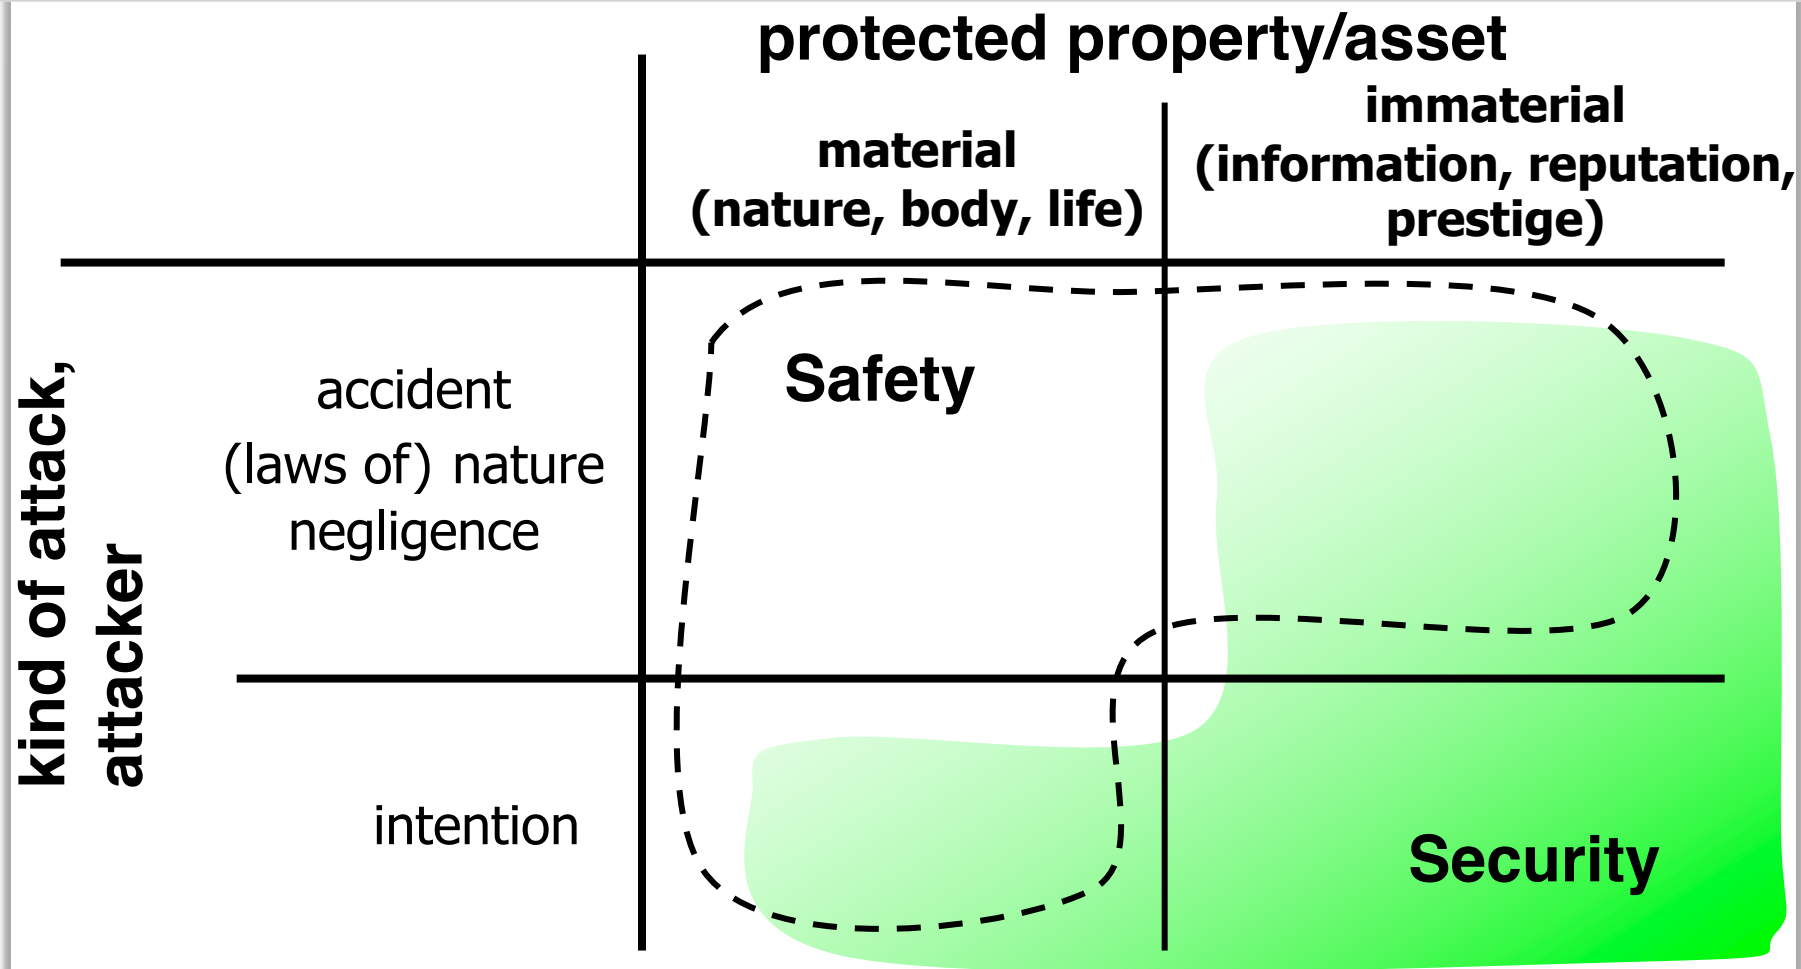 protected property/asset
material
(nature, body, life)
immaterial
(information, reputation,
prestige)
kind of attack,
attacker
accident
(laws of) nature
negligence
Safety
intention
Security